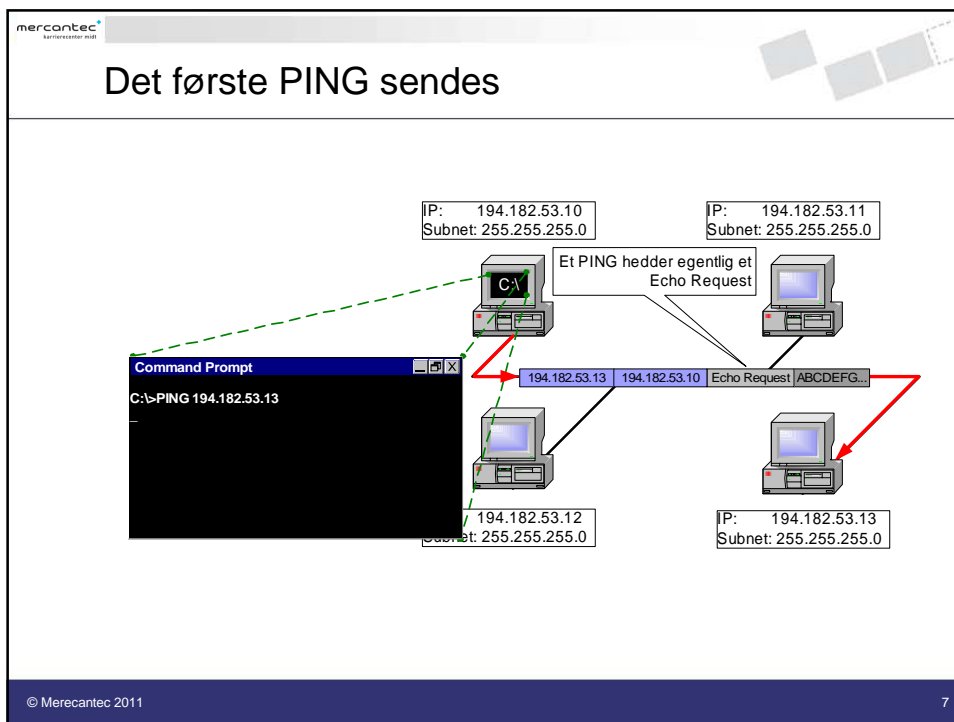 mercantec
karrierecenter midt
Det første PING sendes
IP: 194.182.53.10
Subnet: 255.255.255.0
IP: 194.182.53.11
Subnet: 255.255.255.0
Et PING hedder egentlig et
Echo Request
C:\
Command Prompt
C:\>PING 194.182.53.13
_
194.182.53.13 194.182.53.10 Echo Request ABCDEFG...
194.182.53.12
Subnet: 255.255.255.0
IP: 194.182.53.13
Subnet: 255.255.255.0
© Merecantec 2011
7